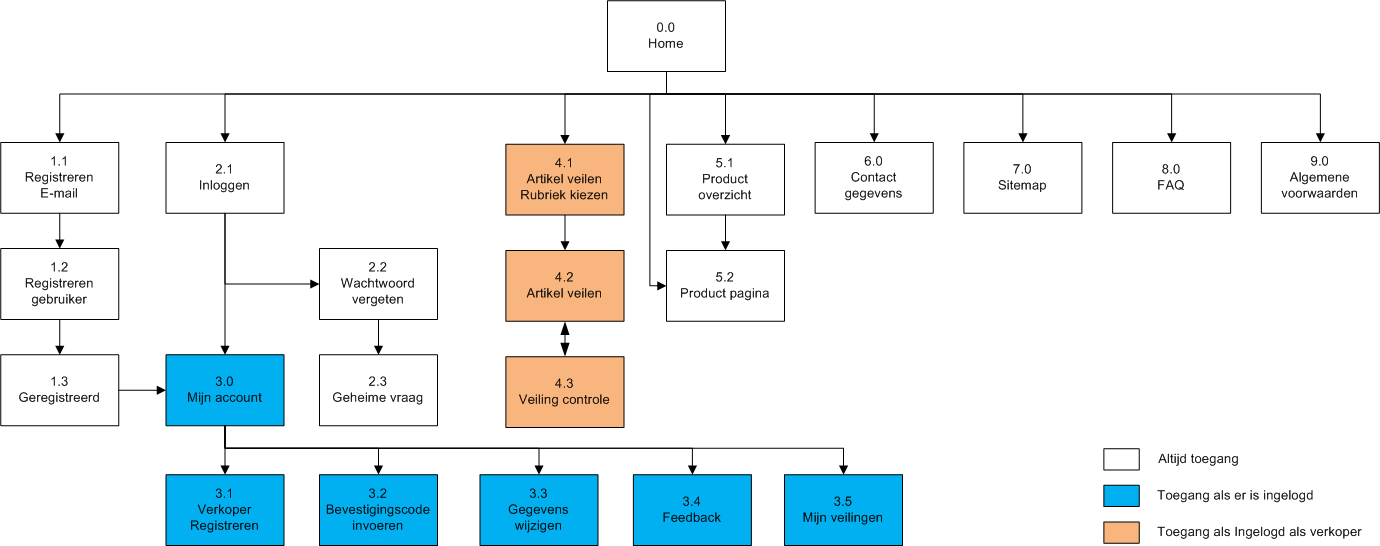 0.0
Home
1.1
Registreren
E-mail
2.1
Inloggen
4.1
Artikel veilen
Rubriek kiezen
5.1
Product
overzicht
6.0
Contact
gegevens
7.0
Sitemap
8.0
FAQ
9.0
Algemene
voorwaarden
1.2
Registreren
gebruiker
2.2
Wachtwoord
vergeten
4.2
Artikel veilen
5.2
Product pagina
1.3
Geregistreerd
3.0
Mijn account
2.3
Geheime vraag
4.3
Veiling controle
3.1
Verkoper
Registreren
3.2
Bevestigingscode
invoeren
3.3
Gegevens
wijzigen
3.4
Feedback
3.5
Mijn veilingen
Altijd toegang
Toegang als er is ingelogd
Toegang als Ingelogd als verkoper